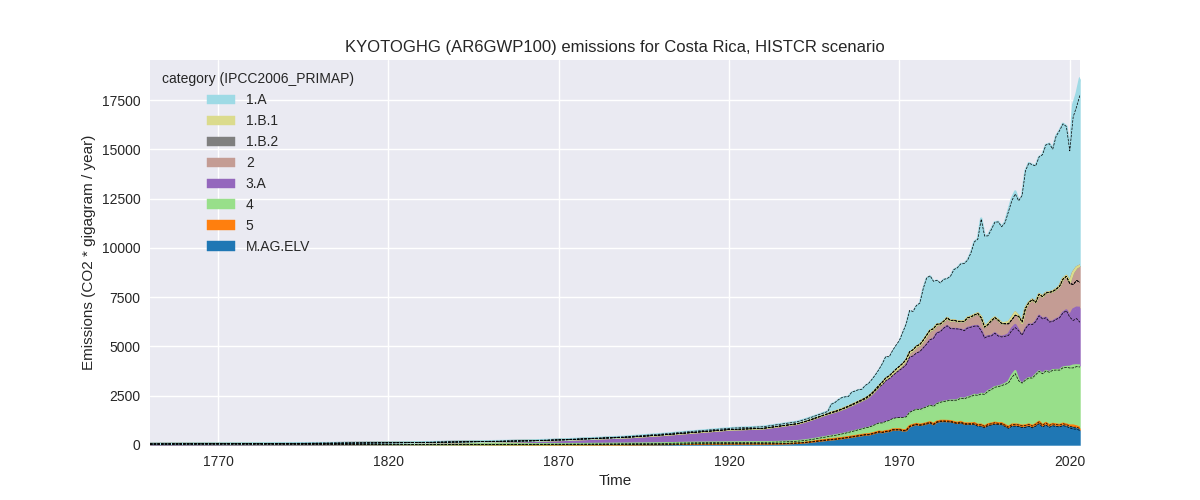 KYOTOGHG (AR6GWP100) emissions for Costa Rica, HISTCR scenario
category (IPCC2006_PRIMAP)
1.A
1.B.1
1.B.2
2
3.A
4
5
M.AG.ELV
Emissions (CO2 * gigagram / year)
17500
15000
12500
10000
7500
5000
2500
0
1770
1820
1870
1920
1970
2020
Time